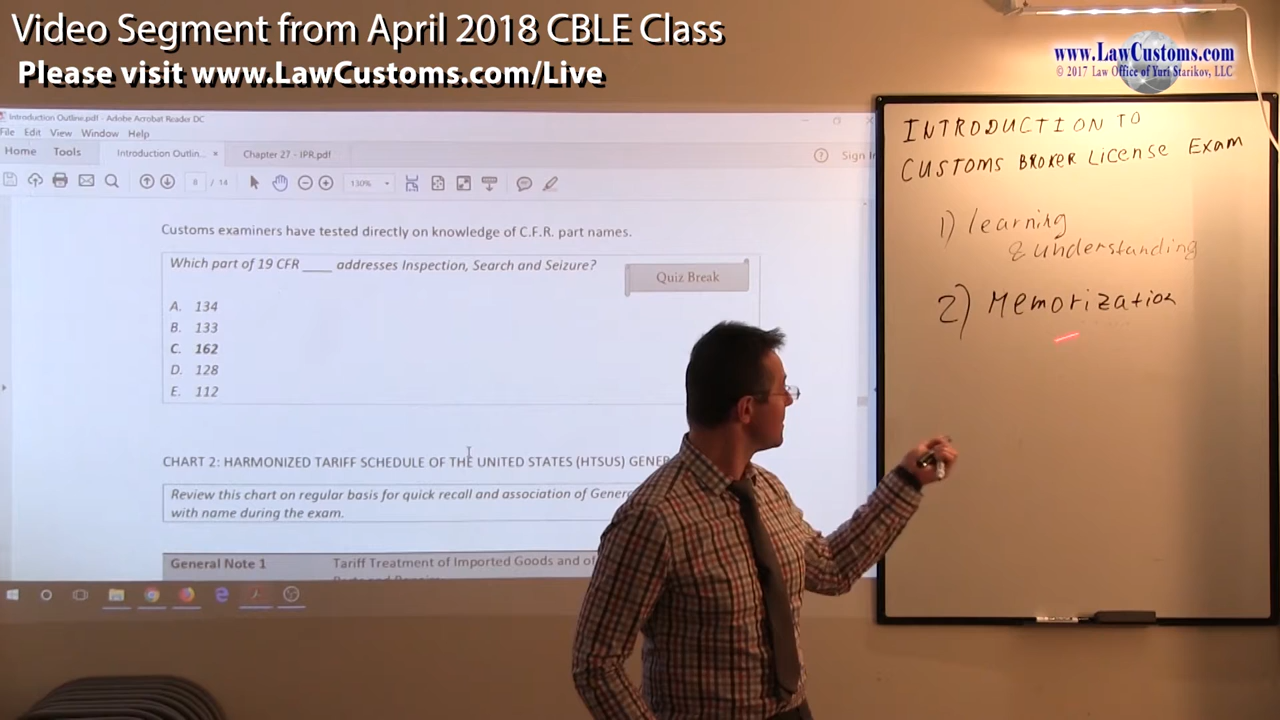 Video Segment from April 2018 CBLE Class
Please visit www.LawCustoms.com/Live
www.LawCustoms.com
© 2017 Law Office of Yuri Starikov, LLC
Introduction Outline.pdf - Adobe Acrobat Reader DC
File Edit View Window Help
Home Tools Introduction Outlin... × Chapter 27 - IPR.pdf Sign
8 / 14 130%
Customs examiners have tested directly on knowledge of C.F.R. part names.
Which part of 19 CFR ____ addresses Inspection, Search and Seizure?
Quiz Break
A. 134
B. 133
C. 162
D. 128
E. 112
CHART 2: HARMONIZED TARIFF SCHEDULE OF THE UNITED STATES (HTSUS) GENER
Review this chart on regular basis for quick recall and association of Gener
with name during the exam.
General Note 1 Tariff Treatment of Imported Goods and of
INTRODUCTION TO
CUSTOMS BROKER LICENSE EXAM
1) learning
& understanding
2) Memorization